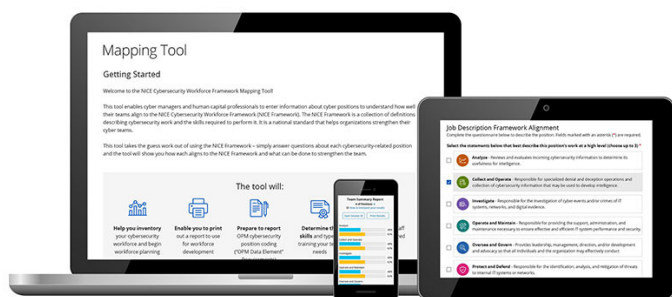 Mapping Tool
Getting Started
Welcome to the NICE Cybersecurity Workforce Framework Mapping Tool!
This tool enables cyber managers and human capital professionals to enter information about cyber positions to understand how well
their teams align to the NICE Cybersecurity Workforce Framework (NICE Framework). The NICE Framework is a collection of definitions
describing cybersecurity work and the skills required to perform it. It is a national standard that helps organizations strengthen their
cyber teams.
This tool takes the guess work out of using the NICE Framework – simply answer questions about each cybersecurity-related position
and the tool will show you how each aligns to the NICE Framework and what can be done to strengthen the team.
The tool will:
Help you inventory
your cybersecurity
workforce and begin
workforce planning
Enable you to print
out a report to use
for workforce
development
Prepare to report
OPM cybersecurity
position coding
("OPM Data Element"
Determine th
skills and type
training your te
needs
Team Summary Report
Job Description Framework Alignment
Complete the questionnaire below to describe the position. Fields marked with an asterisk (*) are required.
Select the statements below that best describe this position's work at a high level (choose up to 5) *
Analyze - Reviews and evaluates incoming cybersecurity information to determine its
usefulness for intelligence.
Collect and Operate - Responsible for specialized denial and deception operations and
collection of cybersecurity information that may be used to develop intelligence.
Investigate - Responsible for the investigation of cyber events and/or crimes of IT
systems, networks, and digital evidence.
Operate and Maintain - Responsible for providing the support, administration, and
maintenance necessary to ensure effective and efficient IT system performance and security.
Oversee and Govern - Provides leadership, management, direction, and/or development
and advocacy so that all individuals and the organization may effectively conduct
Protect and Defend - Responsible for the identification, analysis, and mitigation of threats
to internal IT systems or networks.